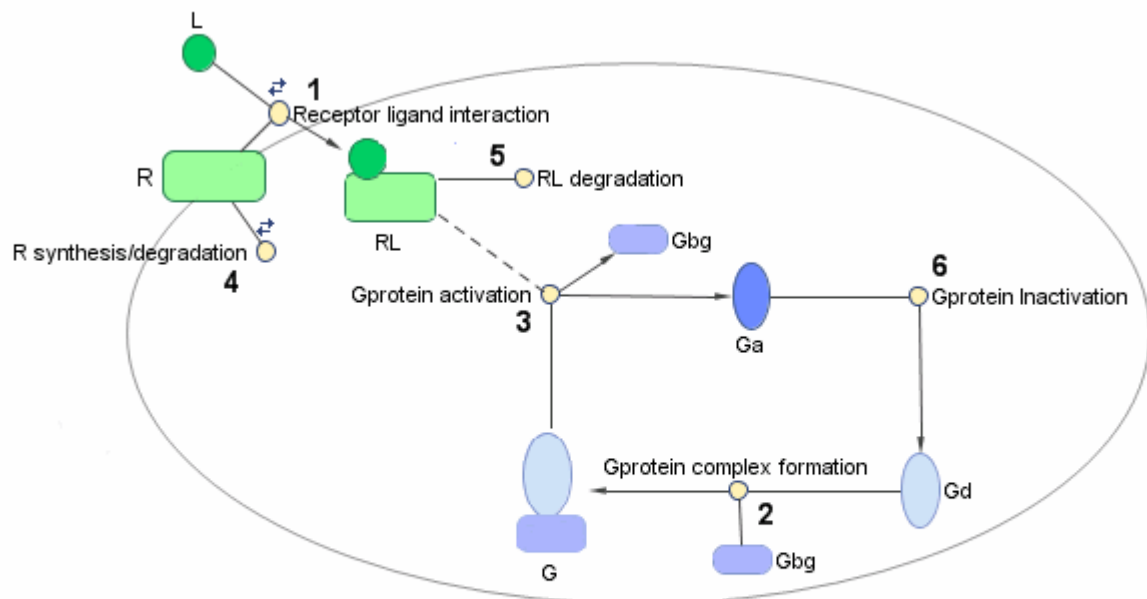 L
1
Receptor ligand interaction
5
R
RL degradation
RL
Gbg
R synthesis/degradation
4
6
Gprotein activation
Gprotein Inactivation
3
Ga
Gprotein complex formation
Gd
2
Gbg
G